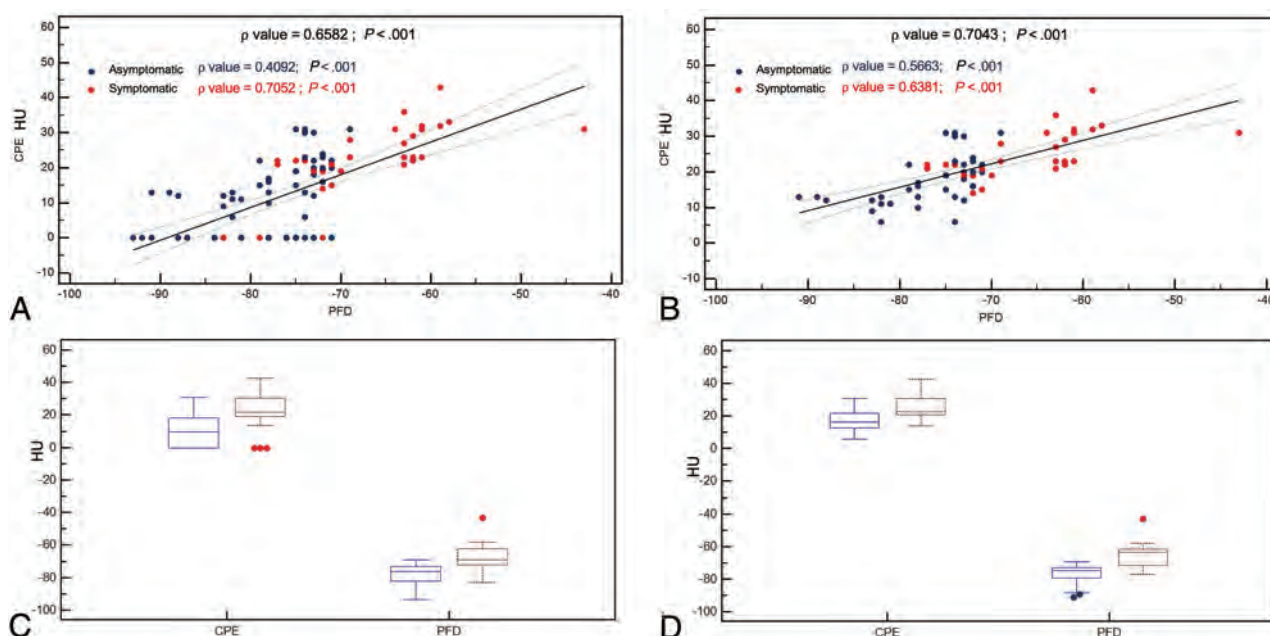 60
50
40
30
20
10
0
-10
CPE HU
ρ value = 0.6582 ; P < .001
Asymptomatic ρ value = 0.4092; P < .001
Symptomatic ρ value = 0.7052 ; P < .001
-100 -90 -80 -70 -60 -50 -40
PFD
A
60
50
40
30
20
10
0
-10
CPE HU
ρ value = 0.7043 ; P < .001
Asymptomatic ρ value = 0.5663; P < .001
Symptomatic ρ value = 0.6381; P < .001
-100 -90 -80 -70 -60 -50 -40
PFD
B
60
40
20
0
-20
-40
-60
-80
-100
HU
CPE PFD
C
60
40
20
0
-20
-40
-60
-80
-100
HU
CPE PFD
D